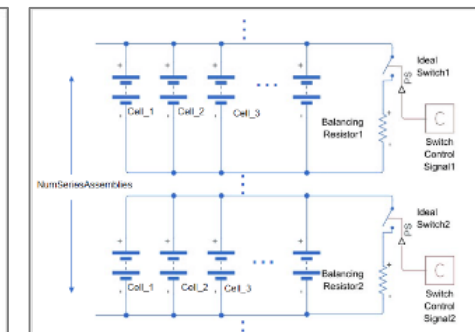 Ideal
Switch1
PS
C
Cell_1
Cell_2
Cell_3
Balancing
Resistor1
Switch
Control
Signal1
NumSeriesAssemblies
Ideal
Switch2
PS
C
Cell_1
Cell_2
Cell_3
Balancing
Resistor2
Switch
Control
Signal2